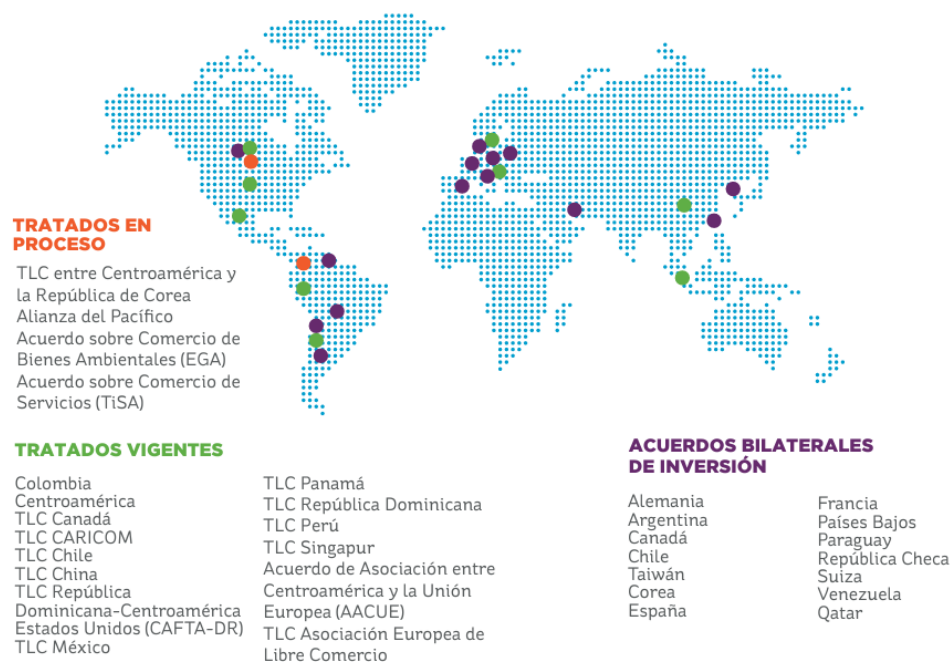 TRATADOS EN
PROCESO
TLC entre Centroamérica y
la República de Corea
Alianza del Pacífico
Acuerdo sobre Comercio de
Bienes Ambientales (EGA)
Acuerdo sobre Comercio de
Servicios (TiSA)
TRATADOS VIGENTES
Colombia
Centroamérica
TLC Canadá
TLC CARICOM
TLC Chile
TLC China
TLC República
Dominicana-Centroamérica
Estados Unidos (CAFTA-DR)
TLC México
TLC Panamá
TLC República Dominicana
TLC Perú
TLC Singapur
Acuerdo de Asociación entre
Centroamérica y la Unión
Europea (AACUE)
TLC Asociación Europea de
Libre Comercio
ACUERDOS BILATERALES
DE INVERSIÓN
Alemania
Argentina
Canadá
Chile
Taiwán
Corea
España
Francia
Países Bajos
Paraguay
República Checa
Suiza
Venezuela
Qatar